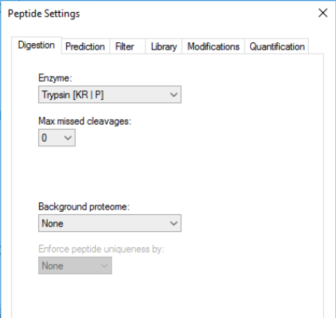 Peptide Settings
Digestion Prediction Filter Library Modifications Quantification
Enzyme:
Trypsin [KR | P]
Max missed cleavages:
0
Background proteome:
None
Enforce peptide uniqueness by:
None